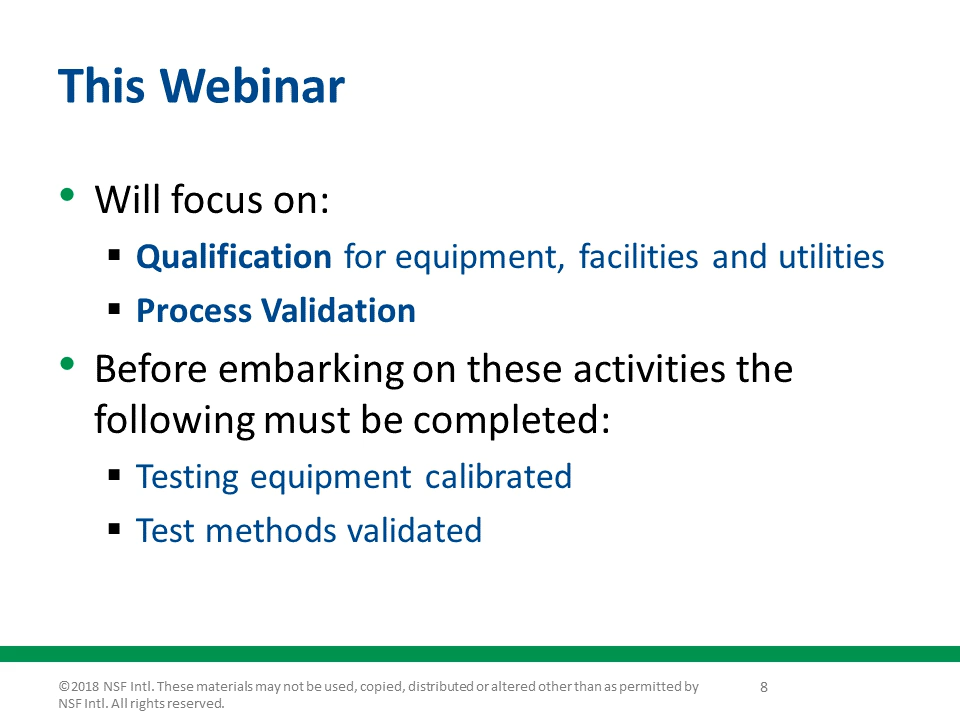 This Webinar
• Will focus on:
▪ Qualification for equipment, facilities and utilities
▪ Process Validation
• Before embarking on these activities the
following must be completed:
▪ Testing equipment calibrated
▪ Test methods validated
©2018 NSF Intl. These materials may not be used, copied, distributed or altered other than as permitted by
NSF Intl. All rights reserved.
8